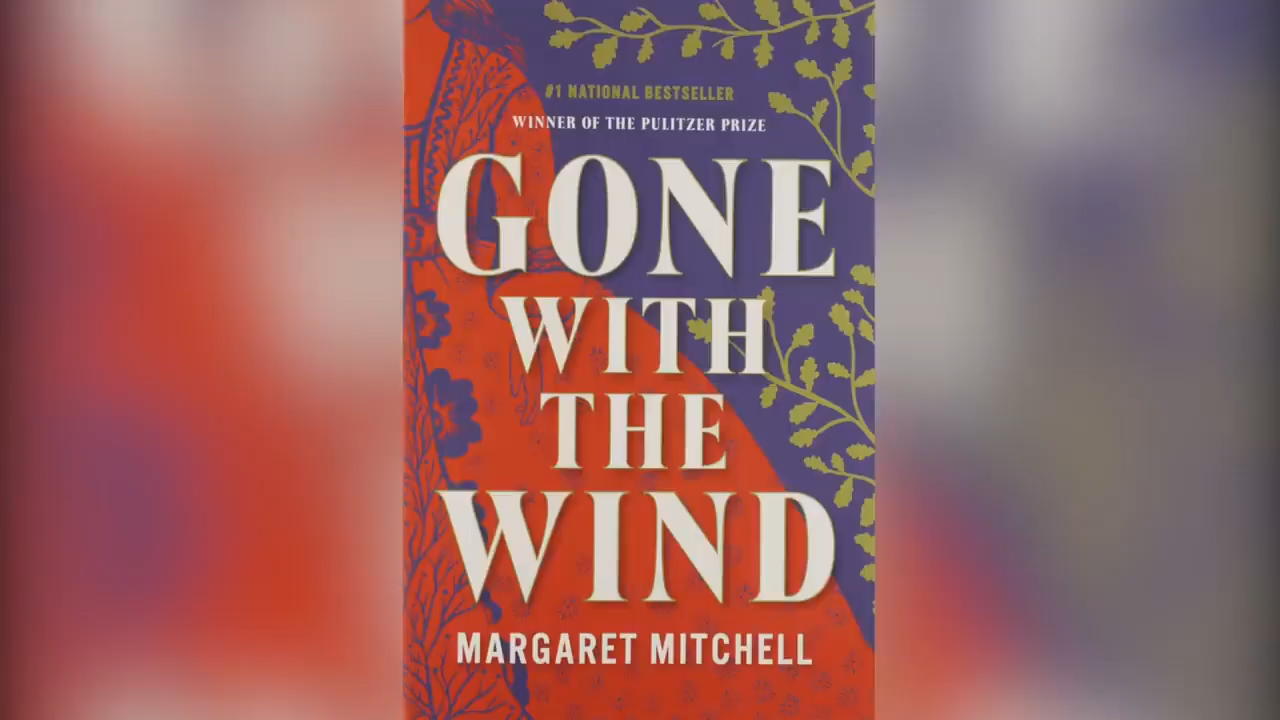 #1 NATIONAL BESTSELLER
WINNER OF THE PULITZER PRIZE
GONE
WITH
THE
WIND
MARGARET MITCHELL